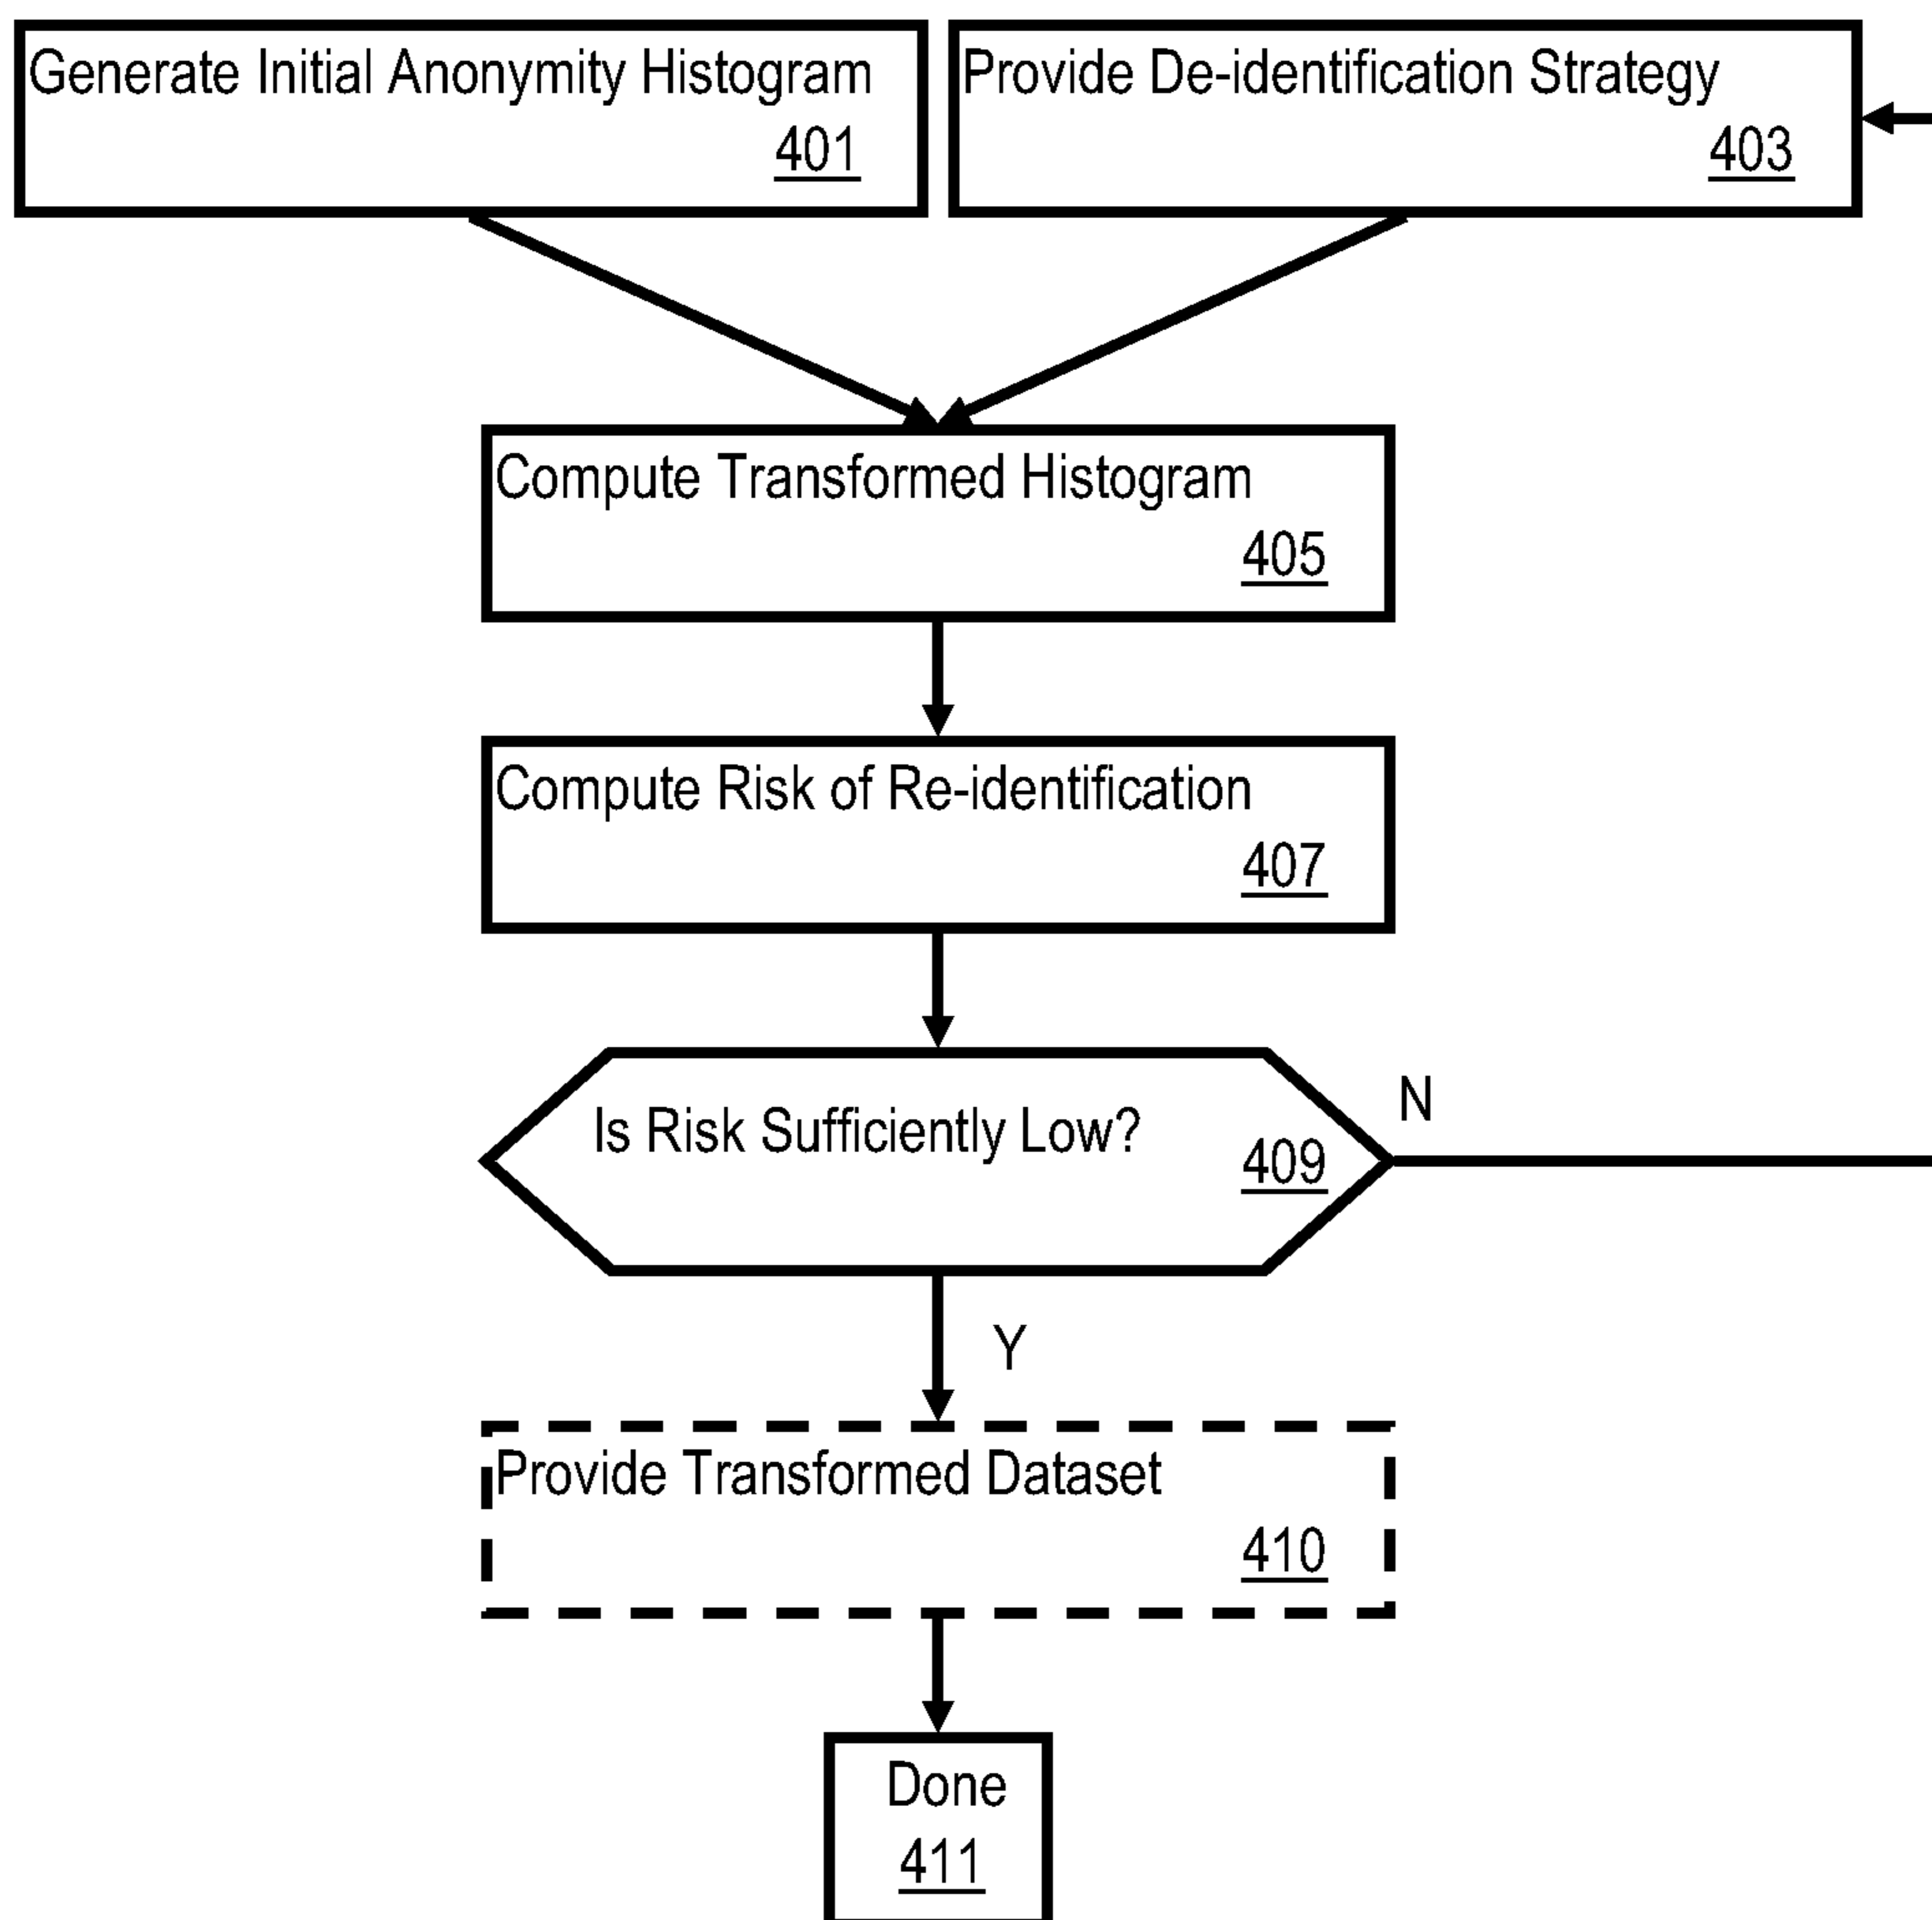 Generate Initial Anonymity Histogram
401
Provide De-identification Strategy
403
Compute Transformed Histogram
405
Compute Risk of Re-identification
407
Is Risk Sufficiently Low?
409
N
Y
Provide Transformed Dataset
410
Done
411